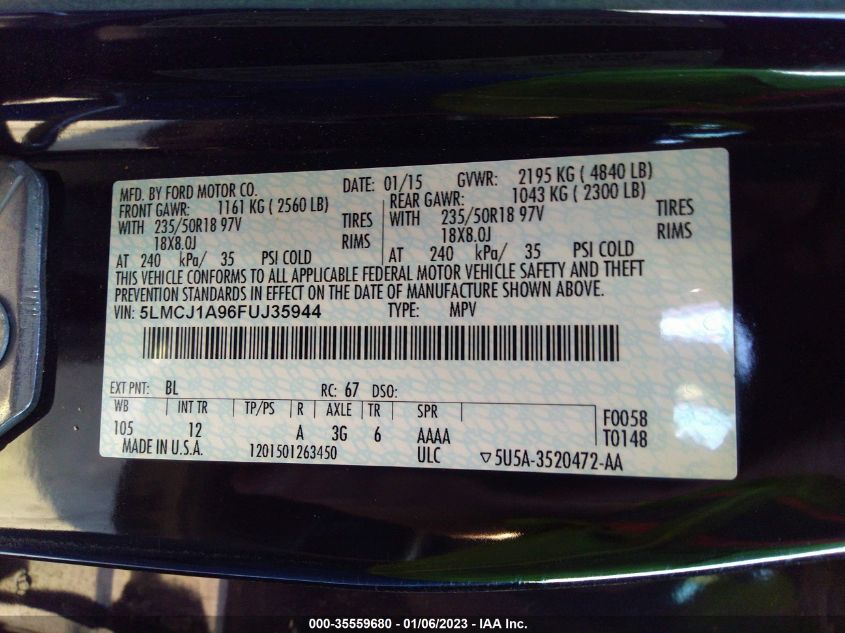 MFD. BY FORD MOTOR CO. DATE: 01/15 GVWR: 2195 KG ( 4840 LB)
FRONT GAWR: 1161 KG ( 2560 LB) REAR GAWR: 1043 KG ( 2300 LB)
WITH 235/50R18 97V TIRES WITH 235/50R18 97V TIRES
18X8.0J RIMS 18X8.0J RIMS
AT 240 kPa/ 35 PSI COLD AT 240 kPa/ 35 PSI COLD
THIS VEHICLE CONFORMS TO ALL APPLICABLE FEDERAL MOTOR VEHICLE SAFETY AND THEFT
PREVENTION STANDARDS IN EFFECT ON THE DATE OF MANUFACTURE SHOWN ABOVE.
VIN: 5LMCJ1A96FUJ35944 TYPE: MPV
EXT PNT: BL RC: 67 DSO:
WB INT TR TP/PS R AXLE TR SPR F0058
105 12 A 3G 6 AAAA T0148
MADE IN U.S.A. 1201501263450 ULC ▽5U5A-3520472-AA
000-35559680 - 01/06/2023 - IAA Inc.